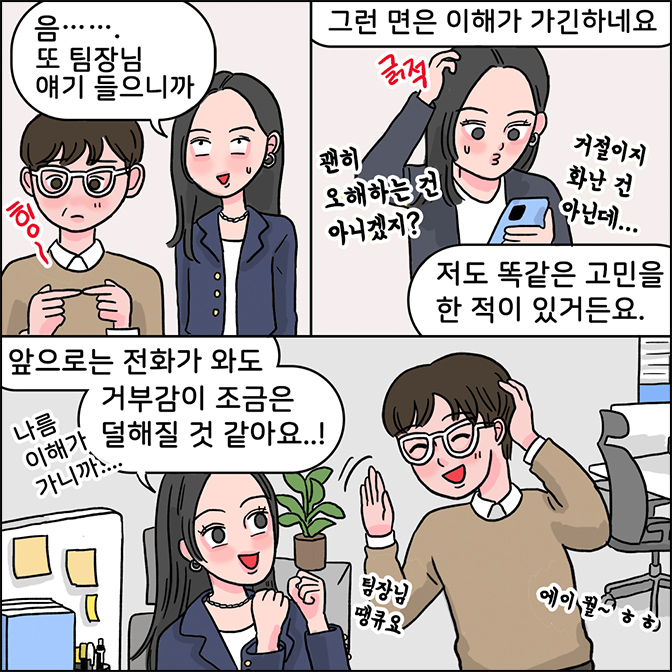 음…….
또 팀장님
얘기 들으니까
힝~
그런 면은 이해가 가긴하네요
긁적
괜히
오해하는 건
아니겠지?
거절이지
화난 건
아닌데...
저도 똑같은 고민을
한 적이 있거든요.
앞으로는 전화가 와도
거부감이 조금은
덜해질 것 같아요..!
나름
이해가
가니까....
팀장님
땡큐요
에이 뭘~ ㅎㅎ